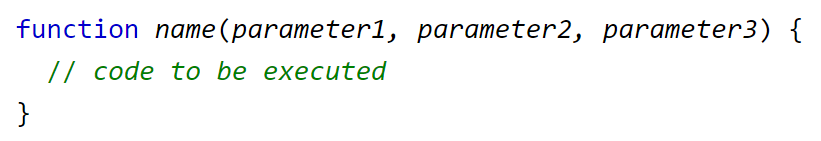 function name(parameter1, parameter2, parameter3) {
  // code to be executed
}